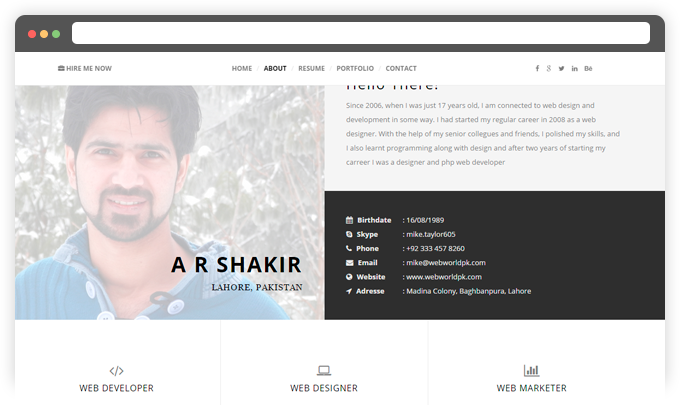 HIRE ME NOW
HOME / ABOUT / RESUME / PORTFOLIO / CONTACT
Hello There!
Since 2006, when i was just 17 years old, I am connected to web design and
development in some way. I had started my regular career in 2008 as a web
designer. With the help of my senior collegues and friends, I polished my skills, and
I also learnt programming along with design and after two years of starting my
carreer i was a designer and php web developer
A R SHAKIR
LAHORE, PAKISTAN
Birthdate : 16/08/1989
Skype : mike.taylor605
Phone : +92 333 457 8260
Email : mike@webworldpk.com
Website : www.webworldpk.com
Adresse : Madina Colony, Baghbanpura, Lahore
WEB DEVELOPER
WEB DESIGNER
WEB MARKETER